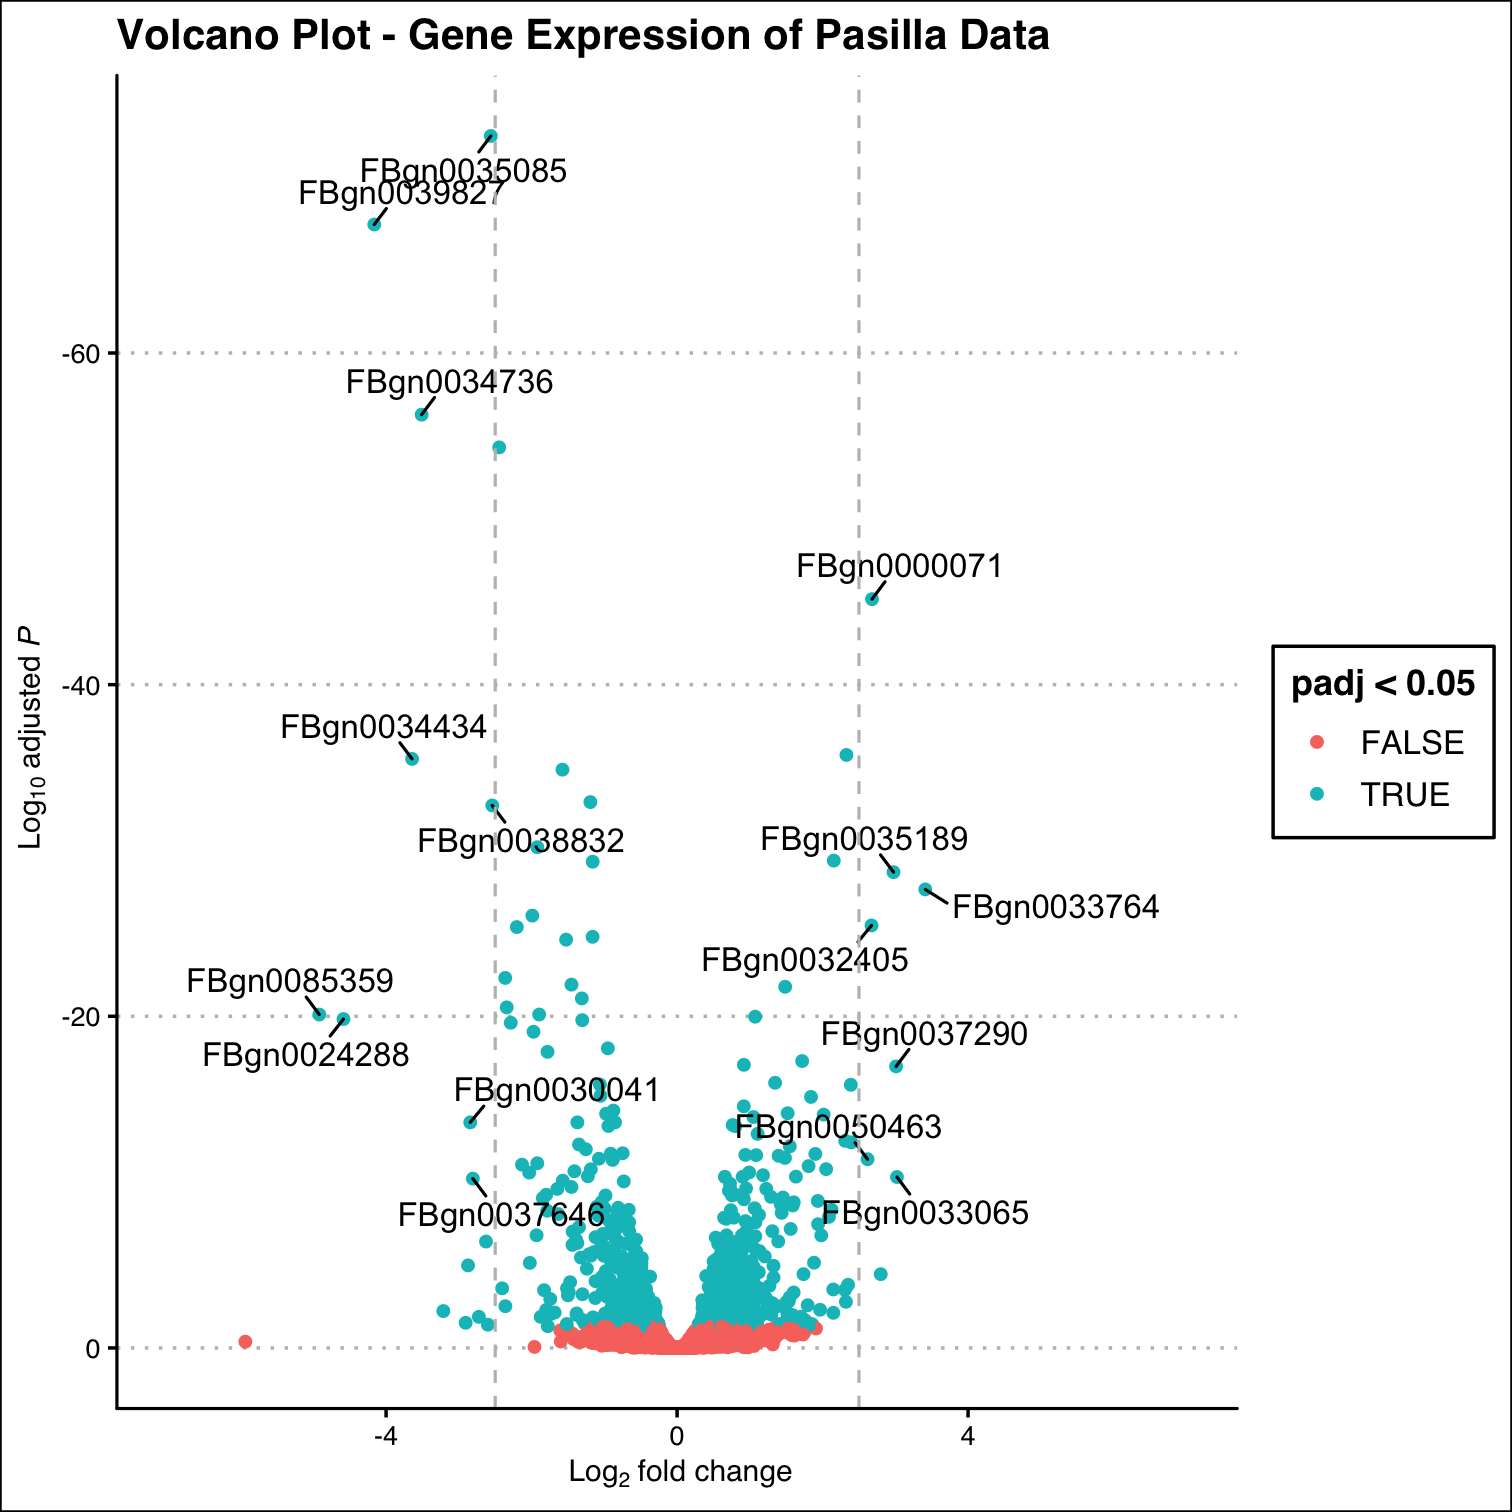 Volcano Plot - Gene Expression of Pasilla Data
FBgn0035085
FBgn0039827
-60
FBgn0034736
FBgn0000071
-40
FBgn0034434
FBgn0038832
FBgn0035189
FBgn0033764
FBgn0032405
FBgn0085359
-20
FBgn0024288
FBgn0037290
FBgn0030041
FBgn0050463
FBgn0037646
FBgn0033065
0
-4
0
4
Log2 fold change
Log10 adjusted P
padj < 0.05
FALSE
TRUE